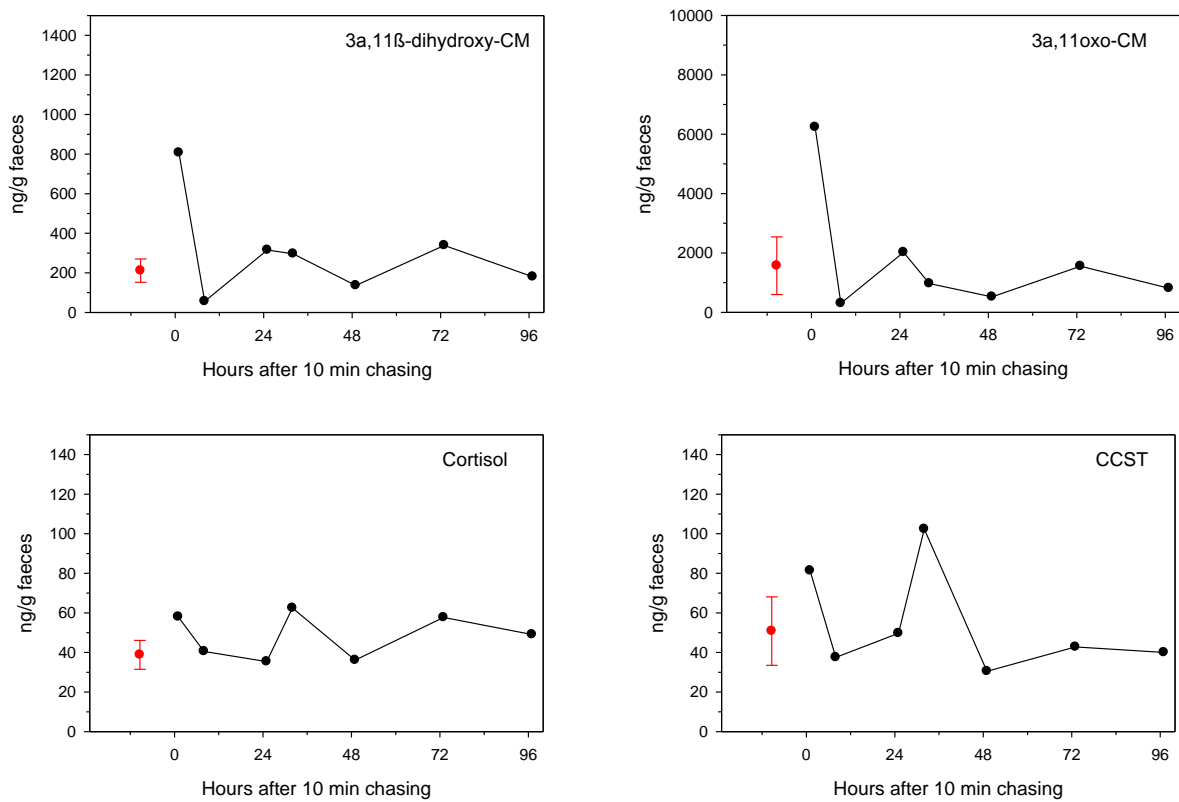 3a,11ß-dihydroxy-CM
ng/g faeces
1400
1200
1000
800
600
400
200
0
0 24 48 72 96
Hours after 10 min chasing
3a,11oxo-CM
ng/g faeces
10000
8000
6000
4000
2000
0
0 24 48 72 96
Hours after 10 min chasing
Cortisol
ng/g faeces
140
120
100
80
60
40
20
0
0 24 48 72 96
Hours after 10 min chasing
CCST
ng/g faeces
140
120
100
80
60
40
20
0
0 24 48 72 96
Hours after 10 min chasing